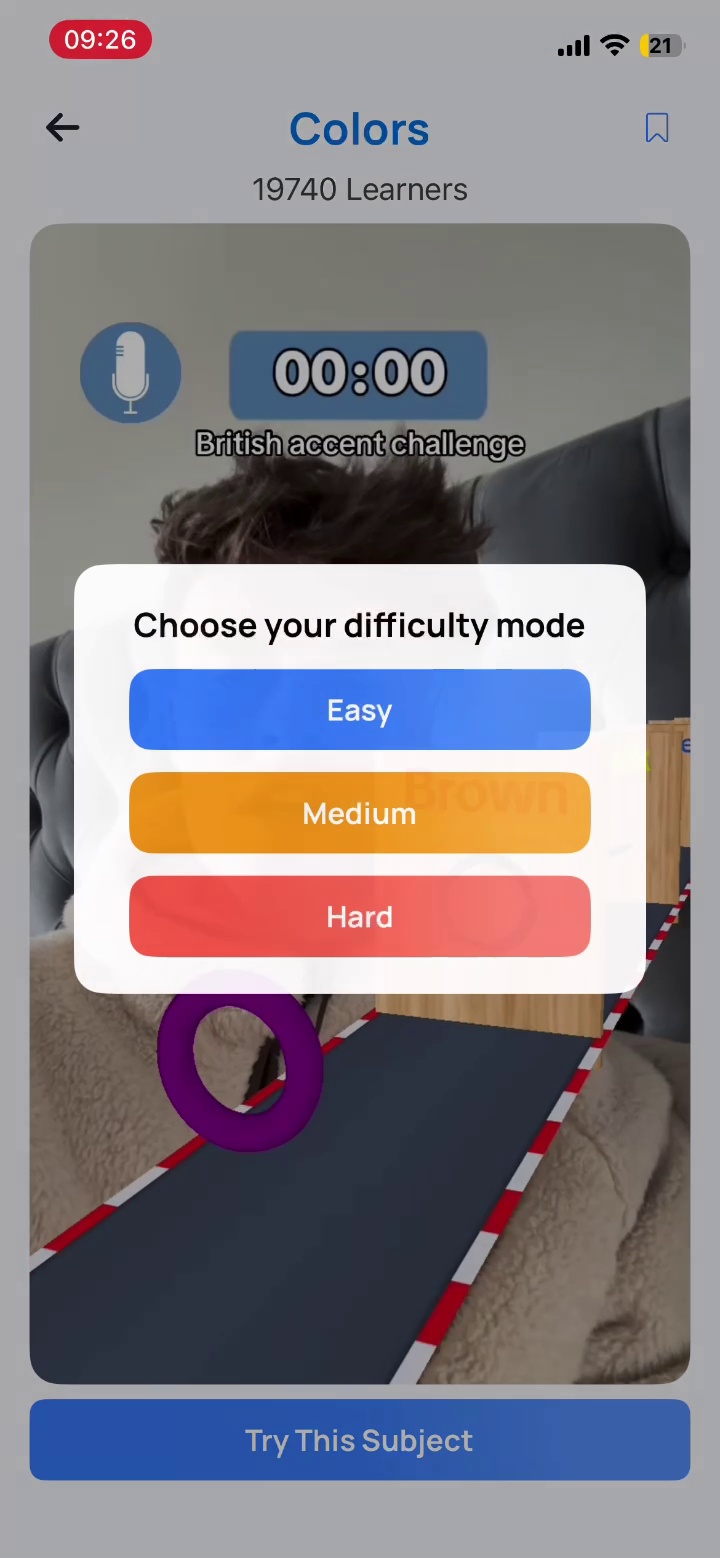 09:26
21
Colors
19740 Learners
00:00
British accent challenge
Choose your difficulty mode
Easy
Brown
Medium
Hard
Try This Subject